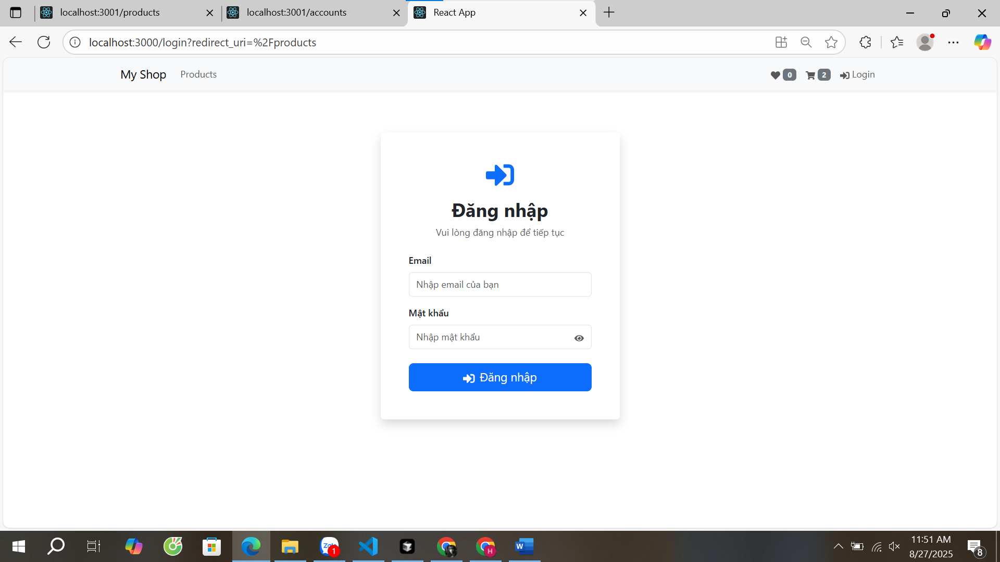 localhost:3001/products
localhost:3001/accounts
React App
localhost:3000/login?redirect_uri=%2Fproducts
My Shop
Products
0
2
Login
Đăng nhập
Vui lòng đăng nhập để tiếp tục
Email
Nhập email của bạn
Mật khẩu
Nhập mật khẩu
Đăng nhập
Zalo
1
H
W
11:51 AM
8/27/2025
8